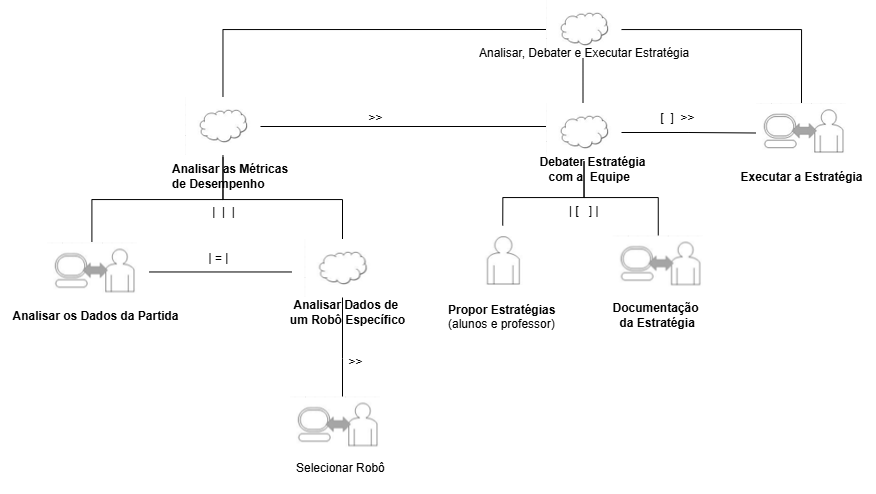 Analisar, Debater e Executar Estratégia
>>
[ ] >>
Analisar as Métricas
de Desempenho
Debater Estratégia
com a Equipe
Executar a Estratégia
| | |
| [ ] |
| = |
Analisar os Dados da Partida
Analisar Dados de
um Robô Específico
Propor Estratégias
(alunos e professor)
Documentação
da Estratégia
>>
Selecionar Robô